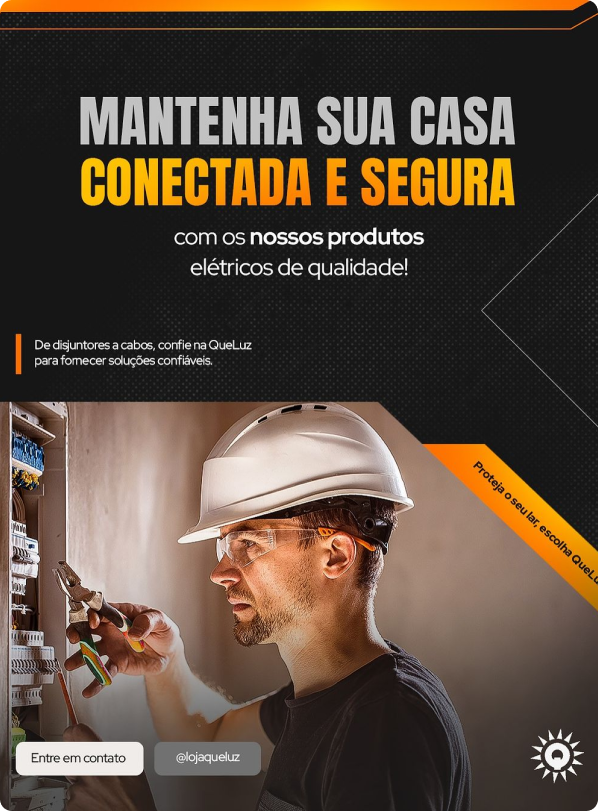 MANTENHA SUA CASA
CONECTADA E SEGURA
com os nossos produtos
elétricos de qualidade!
De disjuntores a cabos, confie na QueLuz
para fornecer soluções confiáveis.
Proteja o seu lar, escolha QueLu
Entre em contato
@lojaqueluz